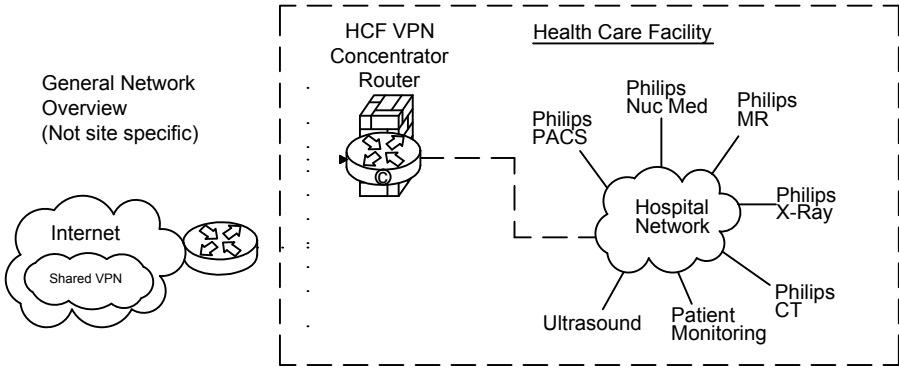 General Network
Overview
(Not site specific)
Internet
Shared VPN
HCF VPN
Concentrator
Router
C
Health Care Facility
Philips
PACS
Philips
Nuc Med
Philips
MR
Philips
X-Ray
Philips
CT
Patient
Monitoring
Ultrasound
Hospital
Network